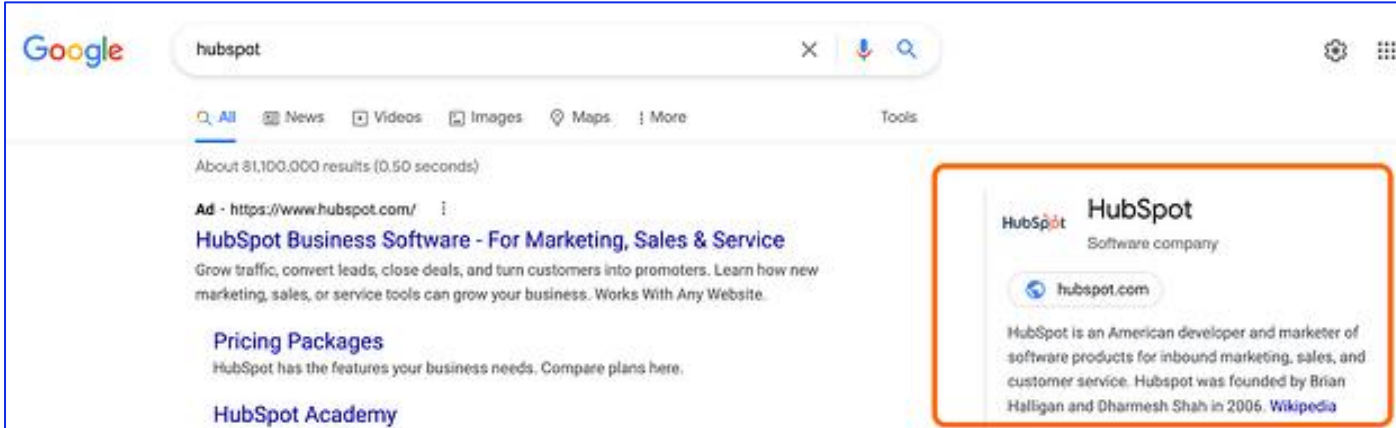 Google
hubspot
All News Videos Images Maps More Tools
About 81,100,000 results (0.50 seconds)
Ad · https://www.hubspot.com/
HubSpot Business Software - For Marketing, Sales & Service
Grow traffic, convert leads, close deals, and turn customers into promoters. Learn how new
marketing, sales, or service tools can grow your business. Works With Any Website.
Pricing Packages
HubSpot has the features your business needs. Compare plans here.
HubSpot Academy
HubSpot
HubSpot
Software company
hubspot.com
HubSpot is an American developer and marketer of
software products for inbound marketing, sales, and
customer service. Hubspot was founded by Brian
Halligan and Dharmesh Shah in 2006. Wikipedia